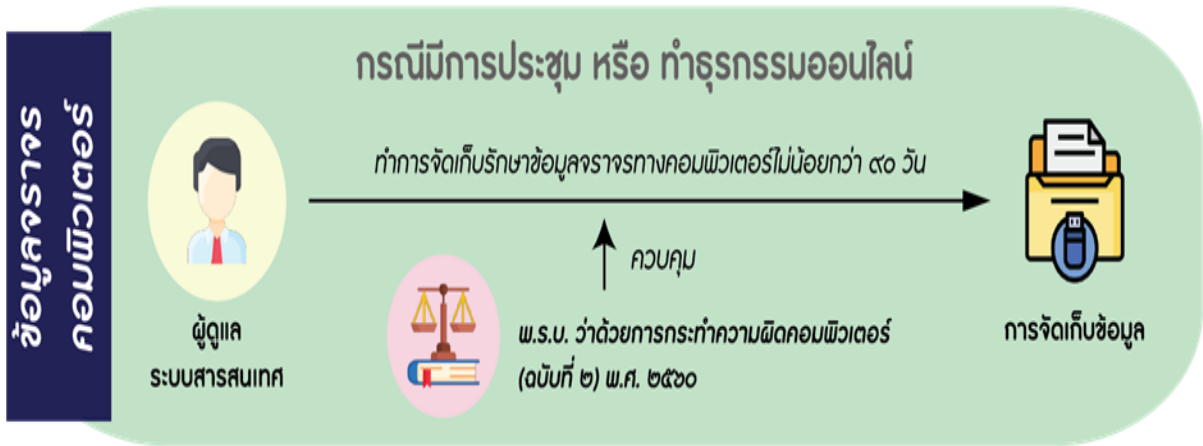 ข้อมูลจราจร
คอมพิวเตอร์
กรณีมีการประชุม หรือ ทำธุรกรรมออนไลน์
ทำการจัดเก็บรักษาข้อมูลจราจรทางคอมพิวเตอร์ไม่น้อยกว่า ๙๐ วัน
ควบคุม
ผู้ดูแล
ระบบสารสนเทศ
พ.ร.บ. ว่าด้วยการกระทำความผิดคอมพิวเตอร์
(ฉบับที่ ๒) พ.ศ. ๒๕๖๐
การจัดเก็บข้อมูล